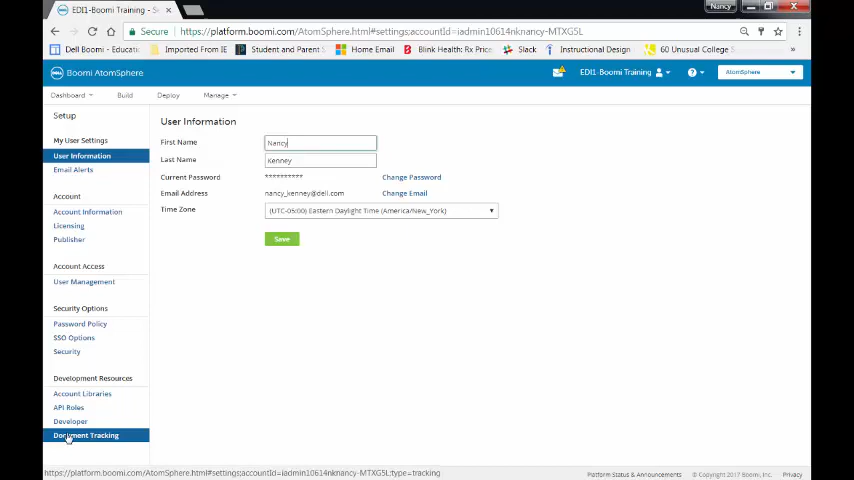 Nancy
EDI1-Boomi Training - S
Secure https://platform.boomi.com/AtomSphere.html#settings;accountId=iadmin10614nknancy-MTXG5L
Dell Boomi - Educati Imported From IE Student and Parent S Home Email Blink Health: Rx Price Slack Instructional Design 60 Unusual College S »
Boomi AtomSphere EDI1-Boomi Training ? AtomSphere
Dashboard Build Deploy Manage
Setup
My User Settings
User Information
Email Alerts
Account
Account Information
Licensing
Publisher
Account Access
User Management
Security Options
Password Policy
SSO Options
Security
Development Resources
Account Libraries
API Roles
Developer
Document Tracking
User Information
First Name Nancy
Last Name Kenney
Current Password ********** Change Password
Email Address nancy_kenney@dell.com Change Email
Time Zone (UTC-05:00) Eastern Daylight Time (America/New_York)
Save
https://platform.boomi.com/AtomSphere.html#settings;accountId=iadmin10614nknancy-MTXG5L;type=tracking
Platform Status & Announcements © Copyright 2017 Boomi, Inc. Privacy